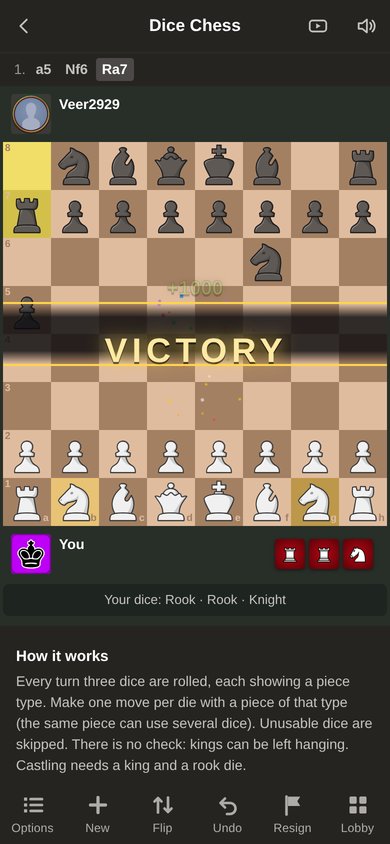 Dice Chess
1. a5 Nf6 Ra7
Veer2929
8
7
6
+1000
5
4
VICTORY
3
2
1
a b c d e f g h
You
Your dice: Rook · Rook · Knight
How it works
Every turn three dice are rolled, each showing a piece
type. Make one move per die with a piece of that type
(the same piece can use several dice). Unusable dice are
skipped. There is no check: kings can be left hanging.
Castling needs a king and a rook die.
Options New Flip Undo Resign Lobby